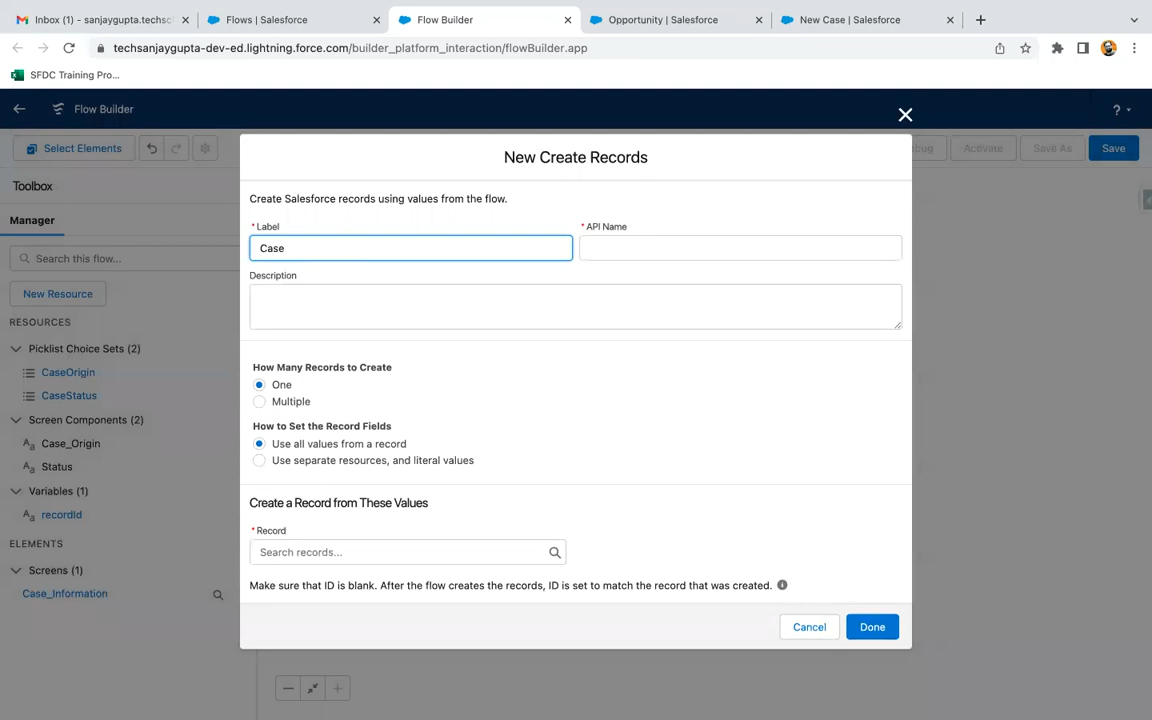 Inbox (1) - sanjaygupta.techscl
Flows | Salesforce
Flow Builder
Opportunity | Salesforce
New Case | Salesforce
techsanjaygupta-dev-ed.lightning.force.com/builder_platform_interaction/flowBuilder.app
SFDC Training Pro...
Flow Builder
?
Select Elements
Activate
Save As
Save
Toolbox
Manager
Search this flow...
New Resource
RESOURCES
Picklist Choice Sets (2)
CaseOrigin
CaseStatus
Screen Components (2)
Case_Origin
Status
Variables (1)
recordId
ELEMENTS
Screens (1)
Case_Information
New Create Records
Create Salesforce records using values from the flow.
* Label
* API Name
Case
Description
How Many Records to Create
One
Multiple
How to Set the Record Fields
Use all values from a record
Use separate resources, and literal values
Create a Record from These Values
* Record
Search records...
Make sure that ID is blank. After the flow creates the records, ID is set to match the record that was created.
Cancel
Done